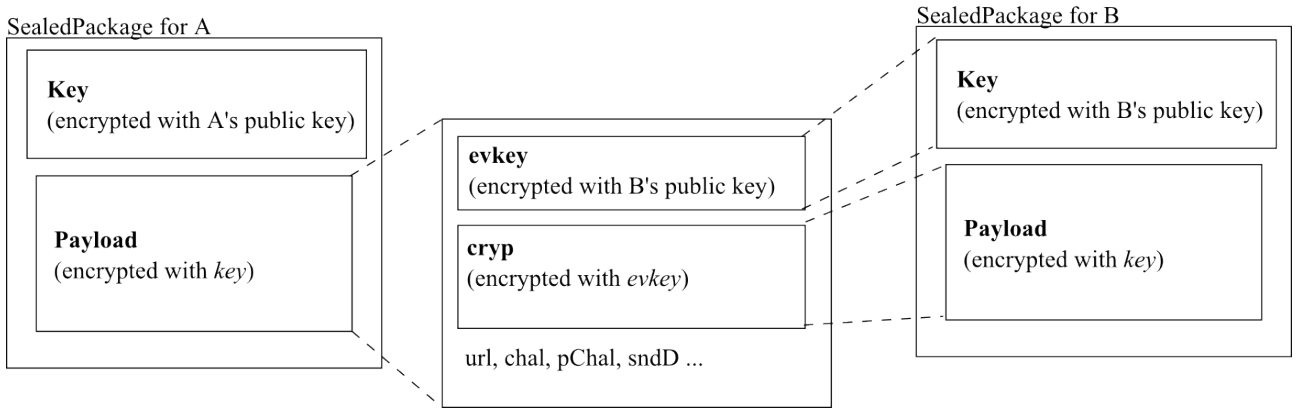 SealedPackage for A
Key
(encrypted with A's public key)
Payload
(encrypted with key)
evkey
(encrypted with B's public key)
cryp
(encrypted with evkey)
url, chal, pChal, sndD ...
SealedPackage for B
Key
(encrypted with B's public key)
Payload
(encrypted with key)